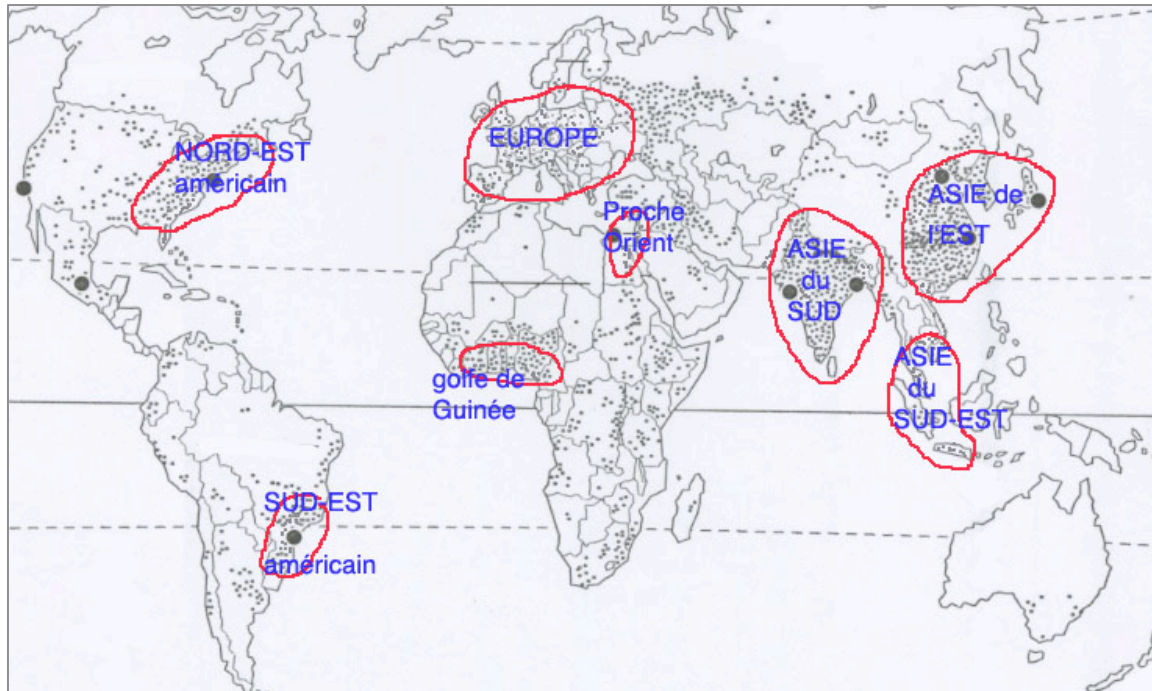 NORD-EST
américain
EUROPE
Proche
Orient
ASIE
du
SUD
ASIE de
l'EST
golfe de
Guinée
ASIE
du
SUD-EST
SUD-EST
américain